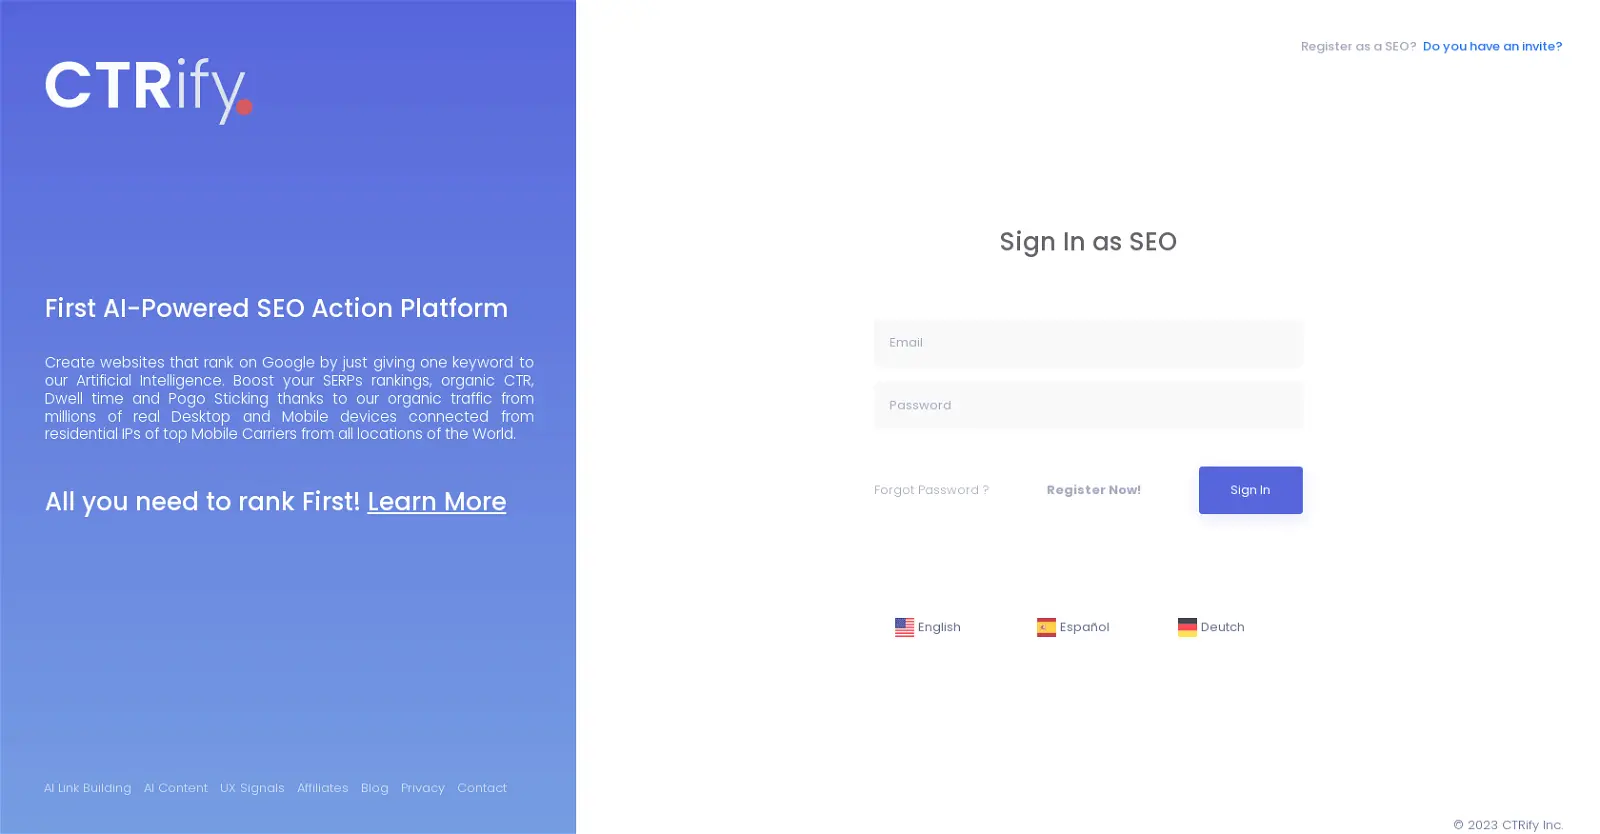 CTRify.
First AI-Powered SEO Action Platform
Create websites that rank on Google by just giving one keyword to
our Artificial Intelligence. Boost your SERPs rankings, organic CTR,
Dwell time and Pogo Sticking thanks to our organic traffic from
millions of real Desktop and Mobile devices connected from
residential IPs of top Mobile Carriers from all locations of the World.
All you need to rank First! Learn More
AI Link Building AI Content UX Signals Affiliates Blog Privacy Contact
Register as a SEO? Do you have an invite?
Sign In as SEO
Email
Password
Forgot Password ? Register Now! Sign In
English Español Deutch
© 2023 CTRify Inc.